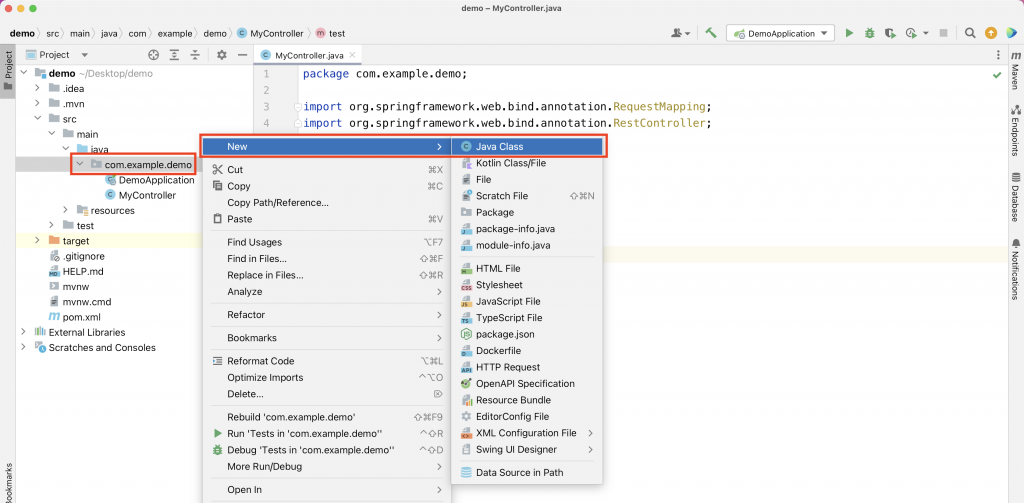 demo – MyController.java
demo > src > main > java > com > example > demo > MyController > test
DemoApplication
Project
MyController.java
Project
demo ~/Desktop/demo
.idea
.mvn
src
main
java
com.example.demo
DemoApplication
MyController
resources
test
target
.gitignore
HELP.md
mvnw
mvnw.cmd
pom.xml
External Libraries
Scratches and Consoles
Bookmarks
1 package com.example.demo;
2
3 import org.springframework.web.bind.annotation.RequestMapping;
4 import org.springframework.web.bind.annotation.RestController;
New
Cut ⌘X
Copy ⌘C
Copy Path/Reference...
Paste ⌘V
Find Usages ⌥F7
Find in Files... ⇧⌘F
Replace in Files... ⇧⌘R
Analyze
Refactor
Bookmarks
Reformat Code ⌥⌘L
Optimize Imports ^⌥O
Delete... ⌦
Rebuild 'com.example.demo' ⇧⌘F9
Run 'Tests in 'com.example.demo'' ^⇧R
Debug 'Tests in 'com.example.demo'' ^⇧D
More Run/Debug
Open In
Java Class
Kotlin Class/File
File
Scratch File ⇧⌘N
Package
package-info.java
module-info.java
HTML File
Stylesheet
JavaScript File
TypeScript File
package.json
Dockerfile
HTTP Request
OpenAPI Specification
Resource Bundle
EditorConfig File
XML Configuration File
Swing UI Designer
Data Source in Path
Maven
Endpoints
Database
Notifications